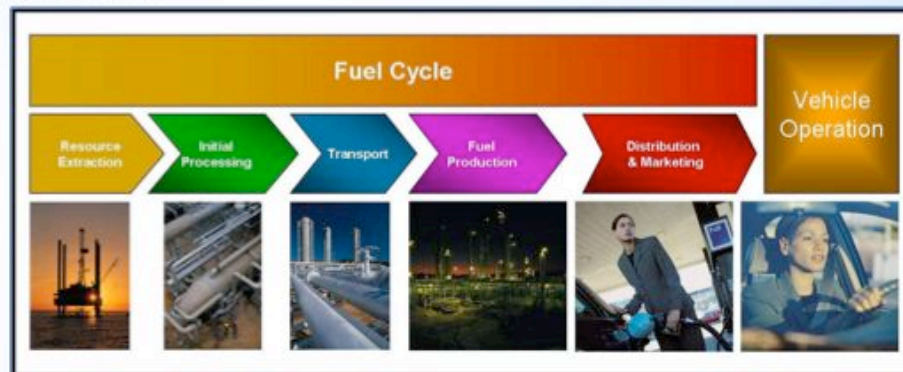 Fuel Cycle
Vehicle
Operation
Resource
Extraction
Initial
Processing
Transport
Fuel
Production
Distribution
& Marketing